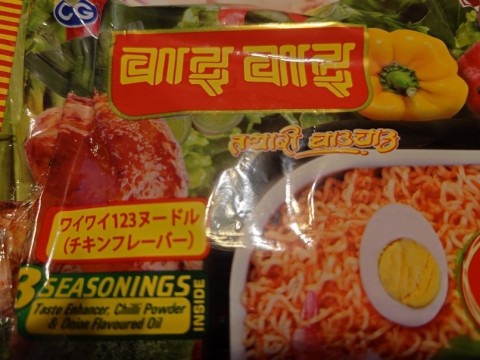 CG
वाइ वाइ
तयारी चाउचाउ
ワイワイ123ヌードル
(チキンフレーバー)
3 SEASONINGS
INSIDE
Taste Enhancer, Chilli Powder
& Onion Flavoured Oil